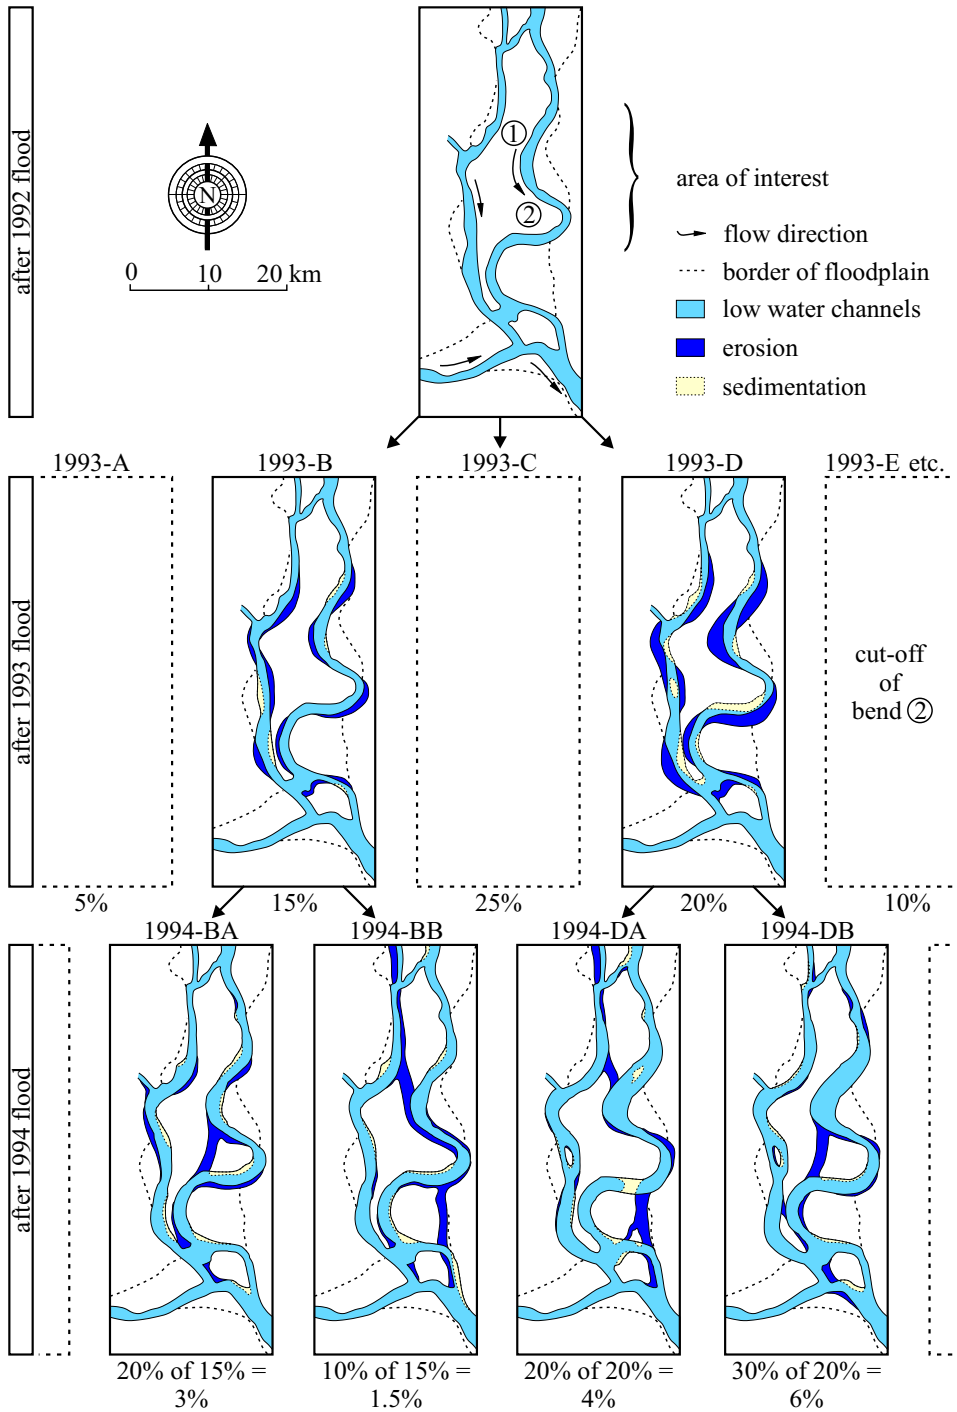 after 1992 flood
N
0 10 20 km
1
2
area of interest
flow direction
border of floodplain
low water channels
erosion
sedimentation
after 1993 flood
1993-A
1993-B
1993-C
1993-D
1993-E etc.
cut-off
of
bend 2
5%
15%
25%
20%
10%
after 1994 flood
1994-BA
1994-BB
1994-DA
1994-DB
20% of 15% =
3%
10% of 15% =
1.5%
20% of 20% =
4%
30% of 20% =
6%